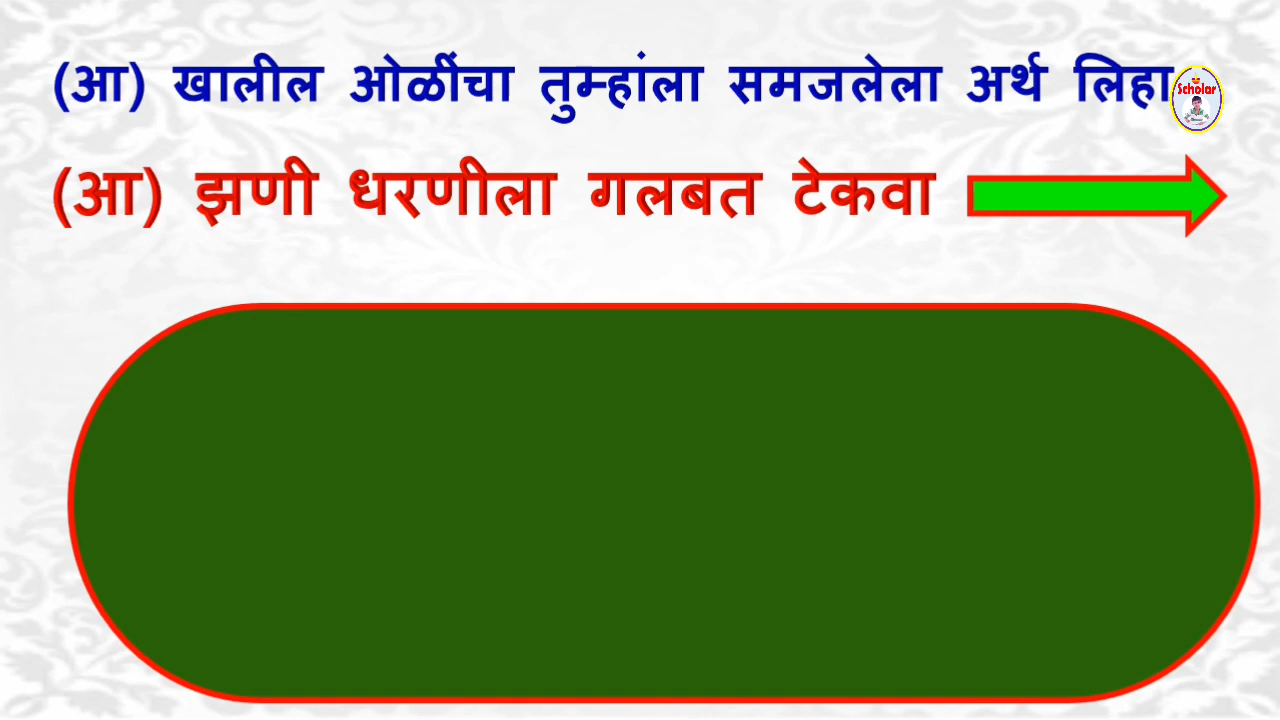 (आ) खालील ओळींचा तुम्हांला समजलेला अर्थ लिहा
Scholar
(आ) झणी धरणीला गलबत टेकवा